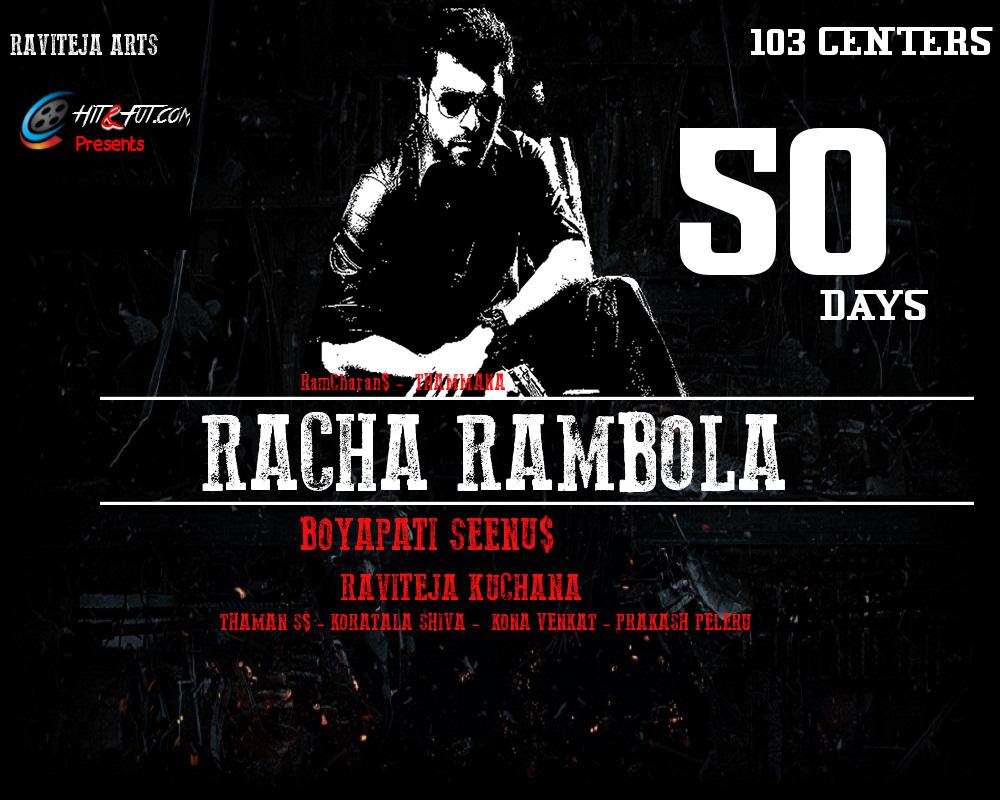 RAVITEJA ARTS
103 CENTERS
HIT&FUT.COM
Presents
50
DAYS
RamCharan$ - THAMMANA
RACHA RAMBOLA
BOYAPATI SEENU$
RAVITEJA KUCHANA
THAMAN S$ - KORATALA SHIVA - KONA VENKAT - PRAKASH PELERU